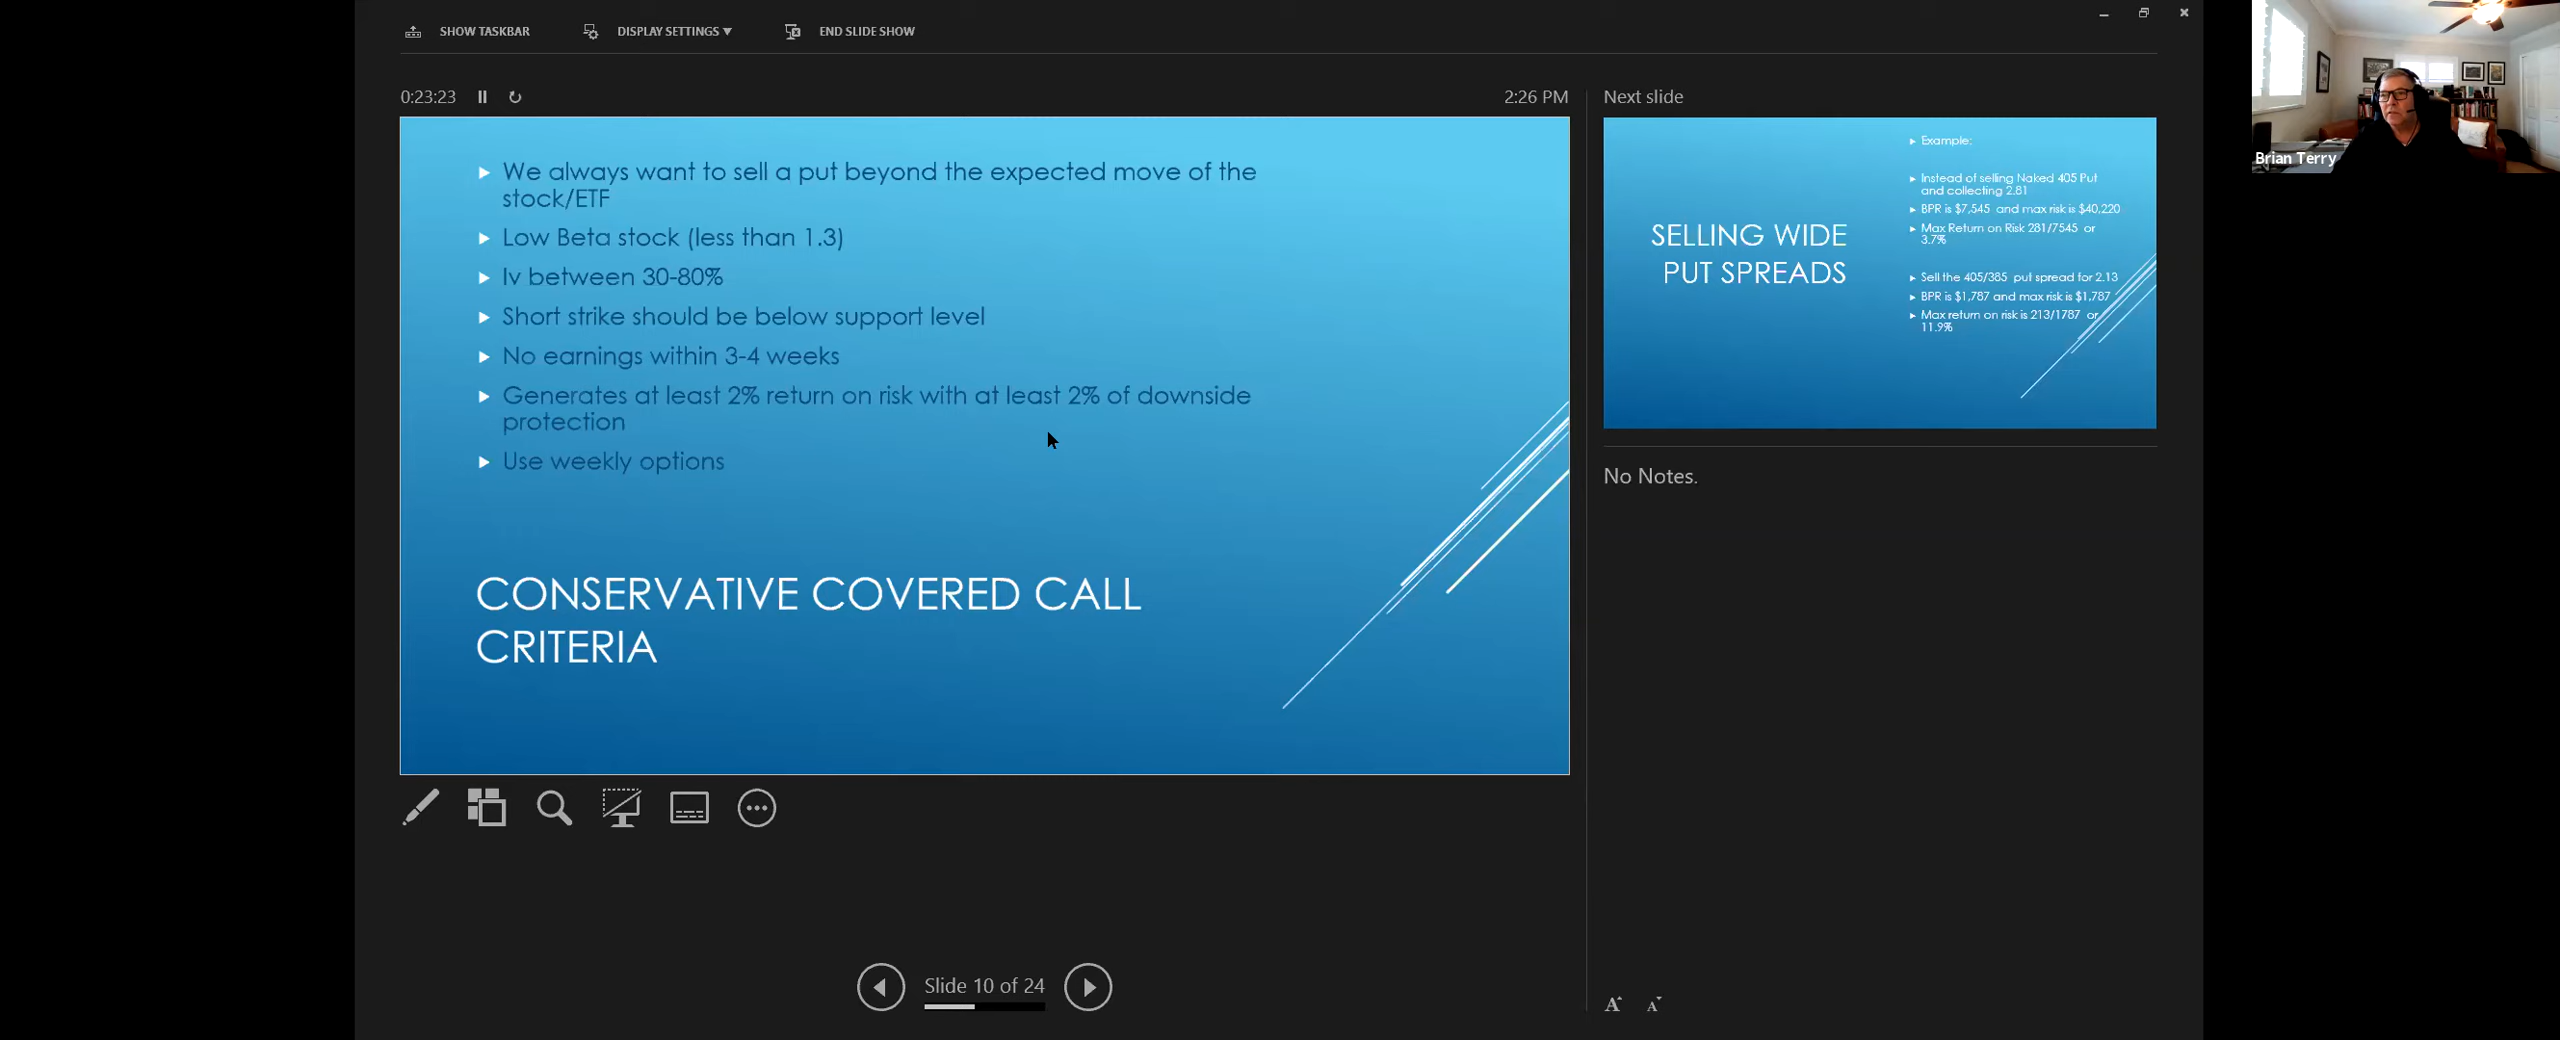 SHOW TASKBAR
DISPLAY SETTINGS ▼
END SLIDE SHOW
0:23:23
2:26 PM
We always want to sell a put beyond the expected move of the
stock/ETF
Low Beta stock (less than 1.3)
Iv between 30-80%
Short strike should be below support level
No earnings within 3-4 weeks
Generates at least 2% return on risk with at least 2% of downside
protection
Use weekly options
CONSERVATIVE COVERED CALL
CRITERIA
Slide 10 of 24
Next slide
SELLING WIDE
PUT SPREADS
Example:
Instead of selling Naked 405 Put
and collecting 2.81
BPR is $7,545 and max risk is $40,220
Max Return on Risk 281/7545 or
3.7%
Sell the 405/385 put spread for 2.13
BPR is $1,787 and max risk is $1,787
Max return on risk is 213/1787 or
11.9%
No Notes.
A A
Brian Terry